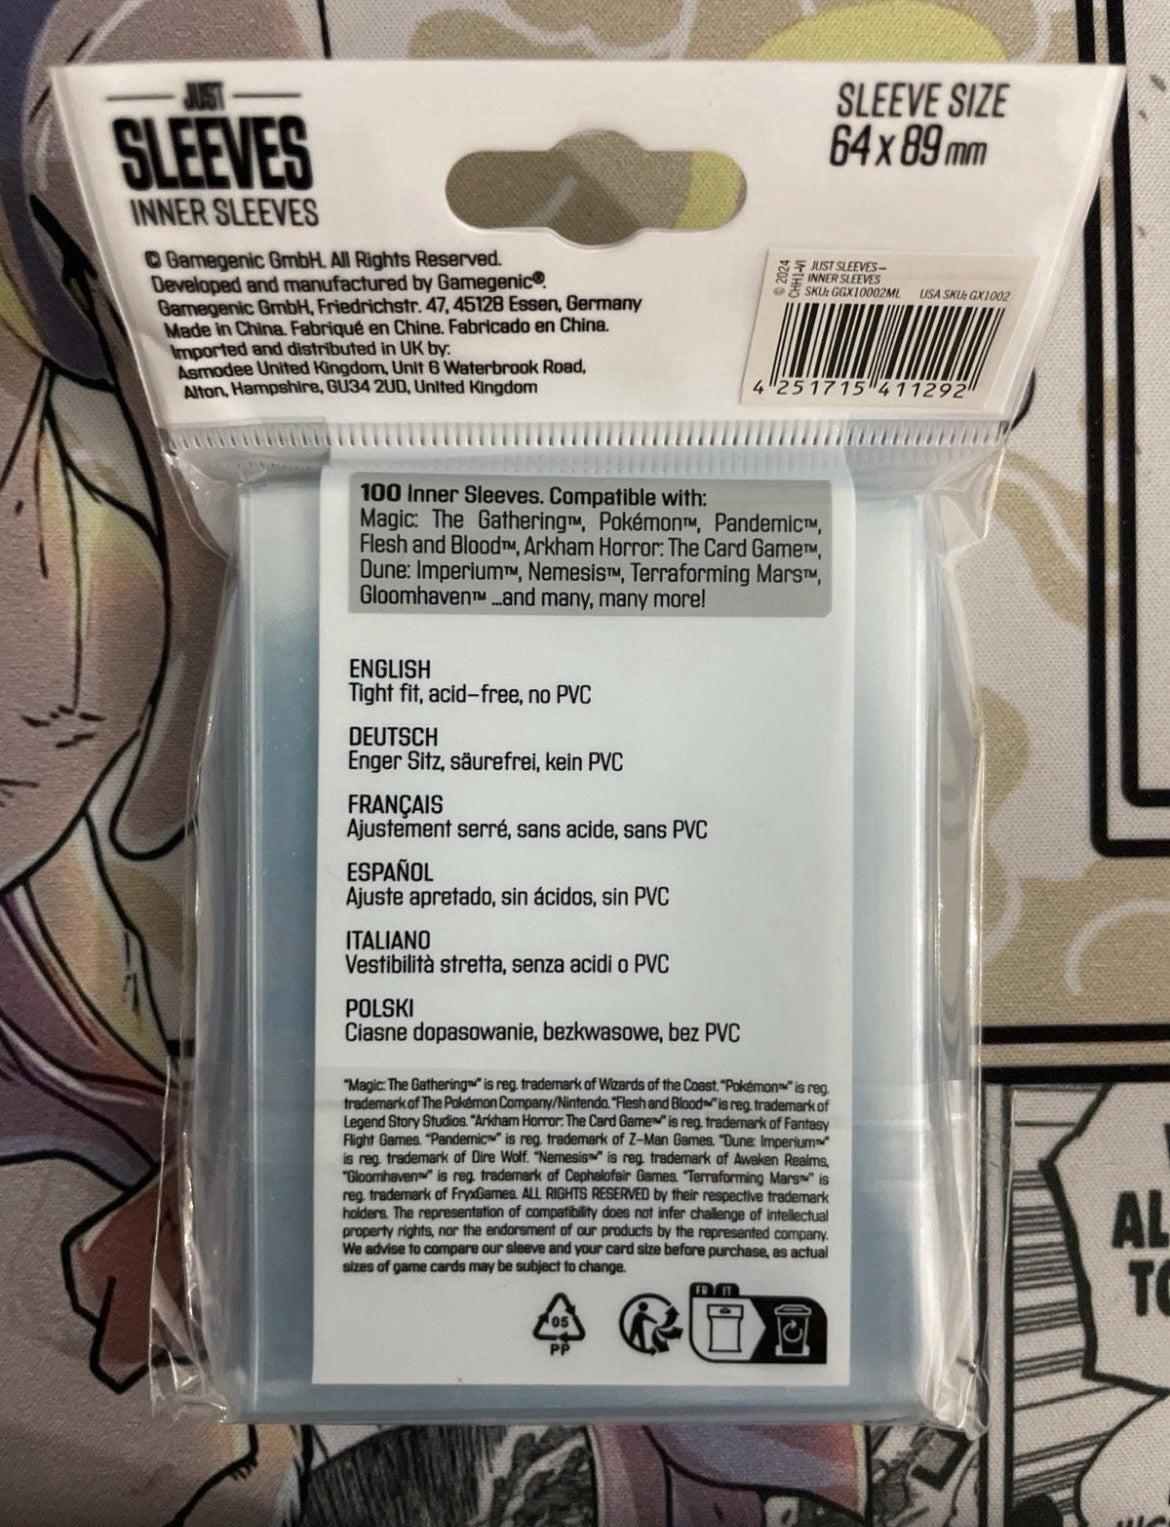 JUST
SLEEVES
INNER SLEEVES
SLEEVE SIZE
64 x 89 mm
© Gamegenic GmbH. All Rights Reserved.
Developed and manufactured by Gamegenic®.
Gamegenic GmbH, Friedrichstr. 47, 45128 Essen, Germany
Made in China. Fabriqué en Chine. Fabricado en China.
Imported and distributed in UK by:
Asmodee United Kingdom, Unit 6 Waterbrook Road,
Alton, Hampshire, GU34 2UD, United Kingdom
© 2024
CHH1-VI
JUST SLEEVES–
INNER SLEEVES
SKU: GGX10002ML USA SKU: GX1002
4 251715 411292
100 Inner Sleeves. Compatible with:
Magic: The Gathering™, Pokémon™, Pandemic™,
Flesh and Blood™, Arkham Horror: The Card Game™,
Dune: Imperium™, Nemesis™, Terraforming Mars™,
Gloomhaven™ ...and many, many more!
ENGLISH
Tight fit, acid-free, no PVC
DEUTSCH
Enger Sitz, säurefrei, kein PVC
FRANÇAIS
Ajustement serré, sans acide, sans PVC
ESPAÑOL
Ajuste apretado, sin ácidos, sin PVC
ITALIANO
Vestibilità stretta, senza acidi o PVC
POLSKI
Ciasne dopasowanie, bezkwasowe, bez PVC
"Magic: The Gathering™" is reg. trademark of Wizards of the Coast. "Pokémon™" is reg.
trademark of The Pokémon Company/Nintendo. "Flesh and Blood™" is reg. trademark of
Legend Story Studios. "Arkham Horror: The Card Game™" is reg. trademark of Fantasy
Flight Games. "Pandemic™" is reg. trademark of Z-Man Games. "Dune: Imperium™"
is reg. trademark of Dire Wolf. "Nemesis™" is reg. trademark of Awaken Realms,
"Gloomhaven™" is reg. trademark of Cephalofair Games. "Terraforming Mars™" is
reg. trademark of FryxGames. ALL RIGHTS RESERVED by their respective trademark
holders. The representation of compatibility does not infer challenge of intellectual
property rights, nor the endorsment of our products by the represented company.
We advise to compare our sleeve and your card size before purchase, as actual
sizes of game cards may be subject to change.
05
PP
FR IT
AL
TO